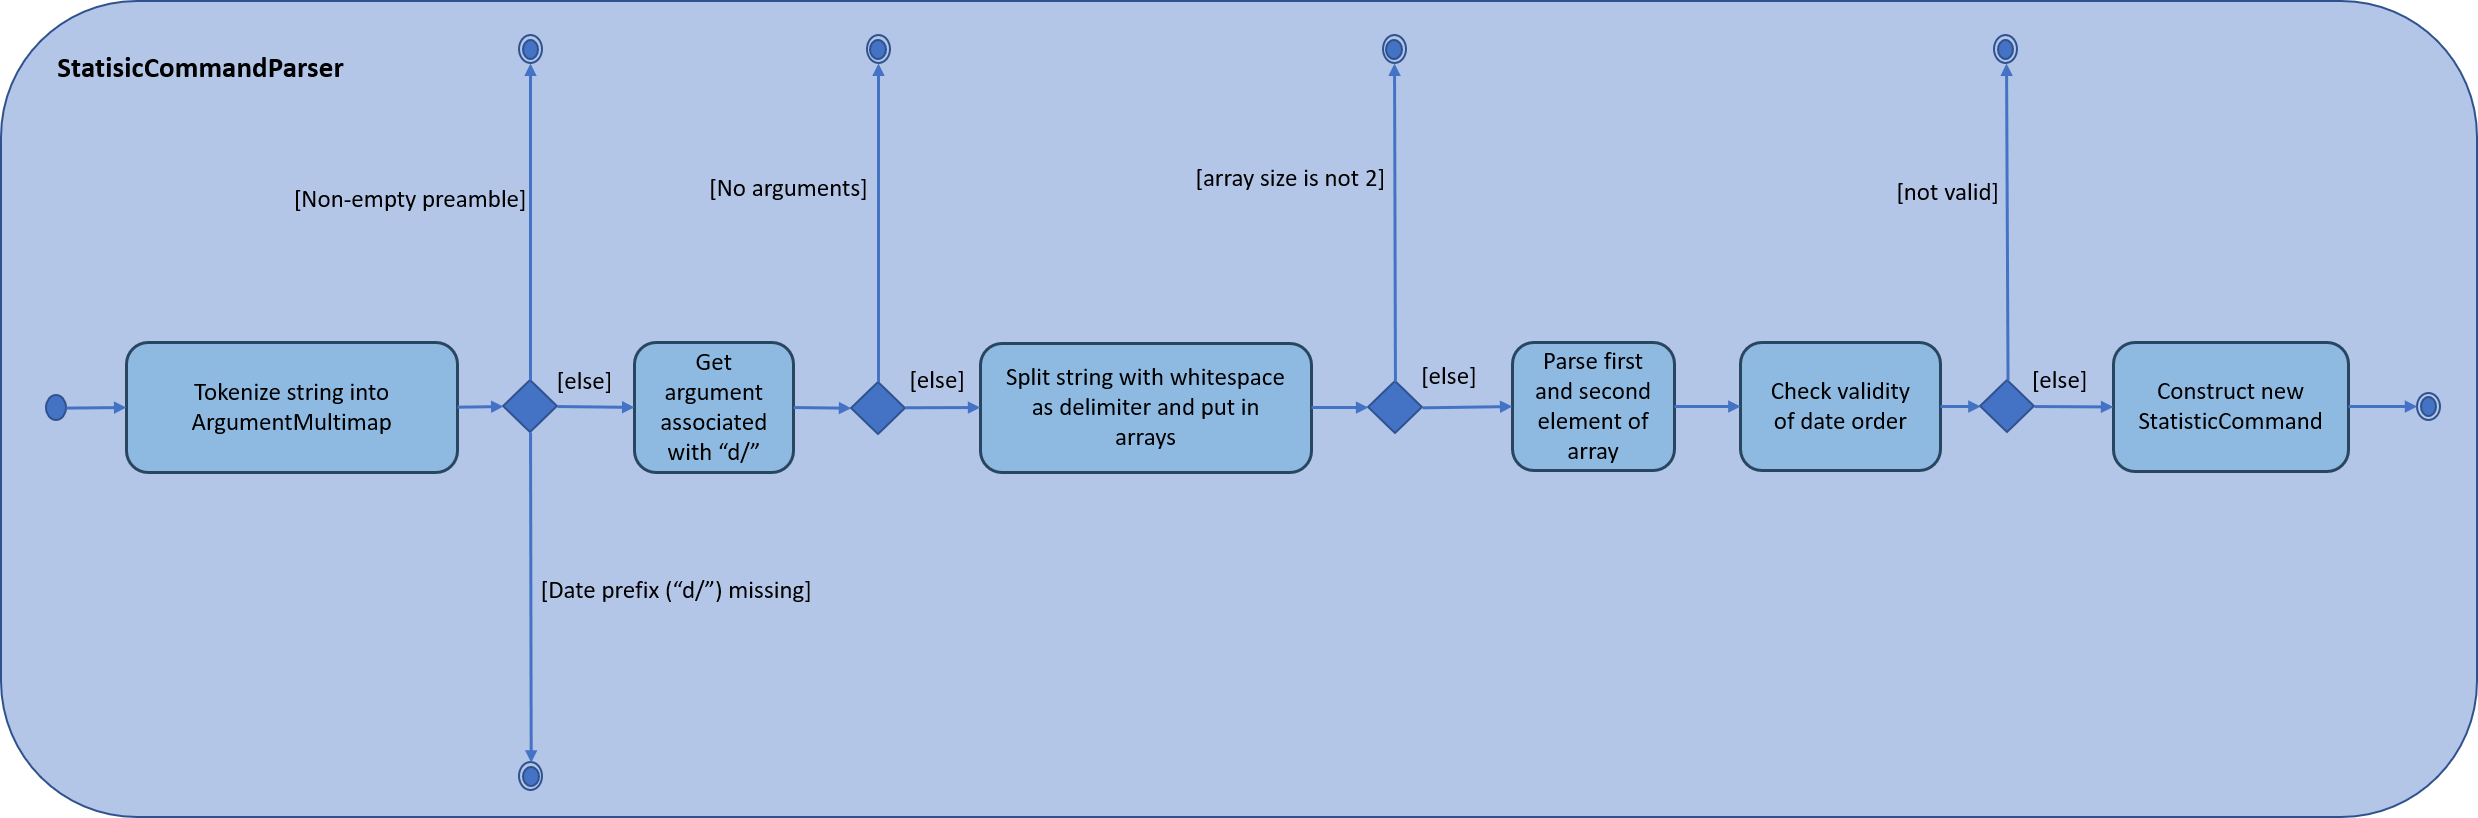 StatisicCommandParser
[Non-empty preamble]
[No arguments]
[array size is not 2]
[not valid]
Tokenize string into
ArgumentMultimap
[else]
Get
argument
associated
with “d/”
[else]
Split string with whitespace
as delimiter and put in
arrays
[else]
Parse first
and second
element of
array
Check validity
of date order
[else]
Construct new
StatisticCommand
[Date prefix (“d/”) missing]